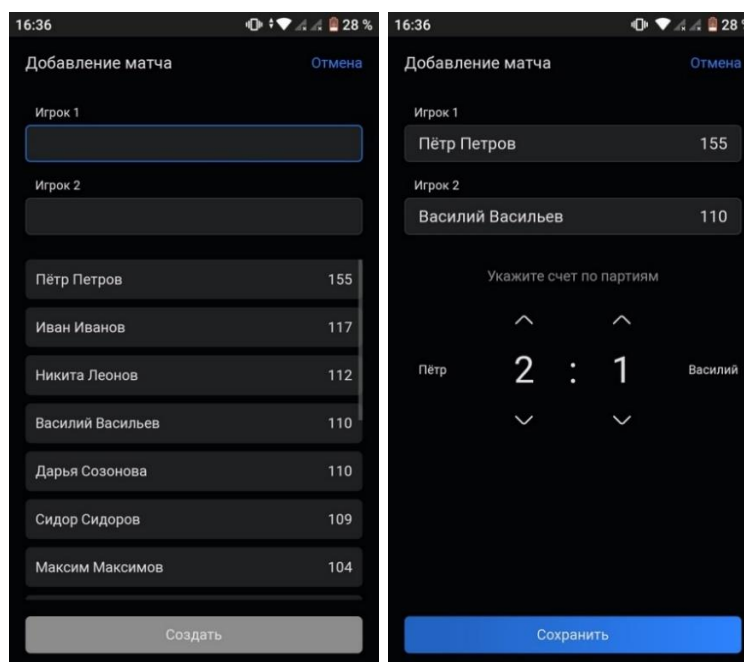 16:36 28 %
Добавление матча Отмена
Игрок 1
Игрок 2
Пётр Петров 155
Иван Иванов 117
Никита Леонов 112
Василий Васильев 110
Дарья Созонова 110
Сидор Сидоров 109
Максим Максимов 104
Создать
16:36 28 %
Добавление матча Отмена
Игрок 1
Пётр Петров 155
Игрок 2
Василий Васильев 110
Укажите счет по партиям
Пётр 2 : 1 Василий
Сохранить